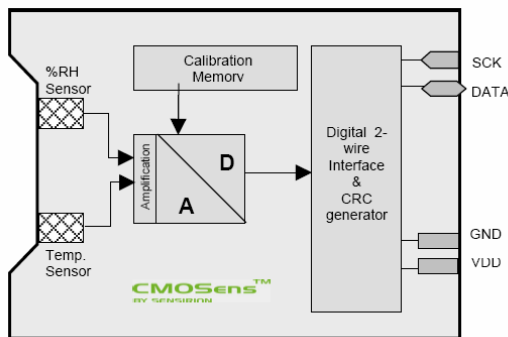 %RH
Sensor
Calibration
Memory
SCK
DATA
Amplification
D
A
Digital 2-
wire
Interface
&
CRC
generator
Temp.
Sensor
GND
VDD
CMOSens™
BY SENSIRION